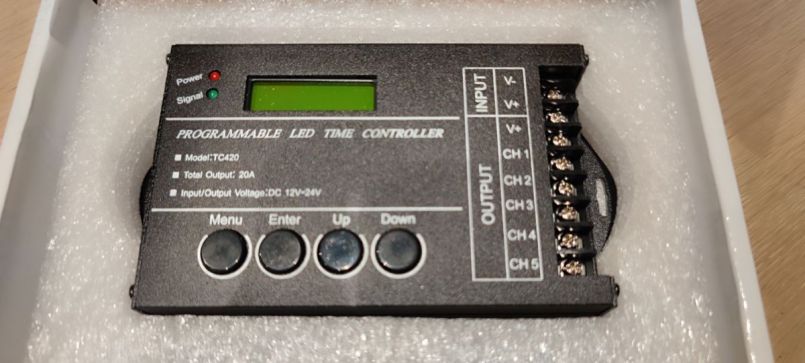 Power
Signal
PROGRAMMABLE LED TIME CONTROLLER
Model:TC420
Total Output: 20A
Input/Output Voltage:DC 12V~24V
Menu Enter Up Down
INPUT
V-
V+
OUTPUT
V+
CH 1
CH 2
CH 3
CH 4
CH 5